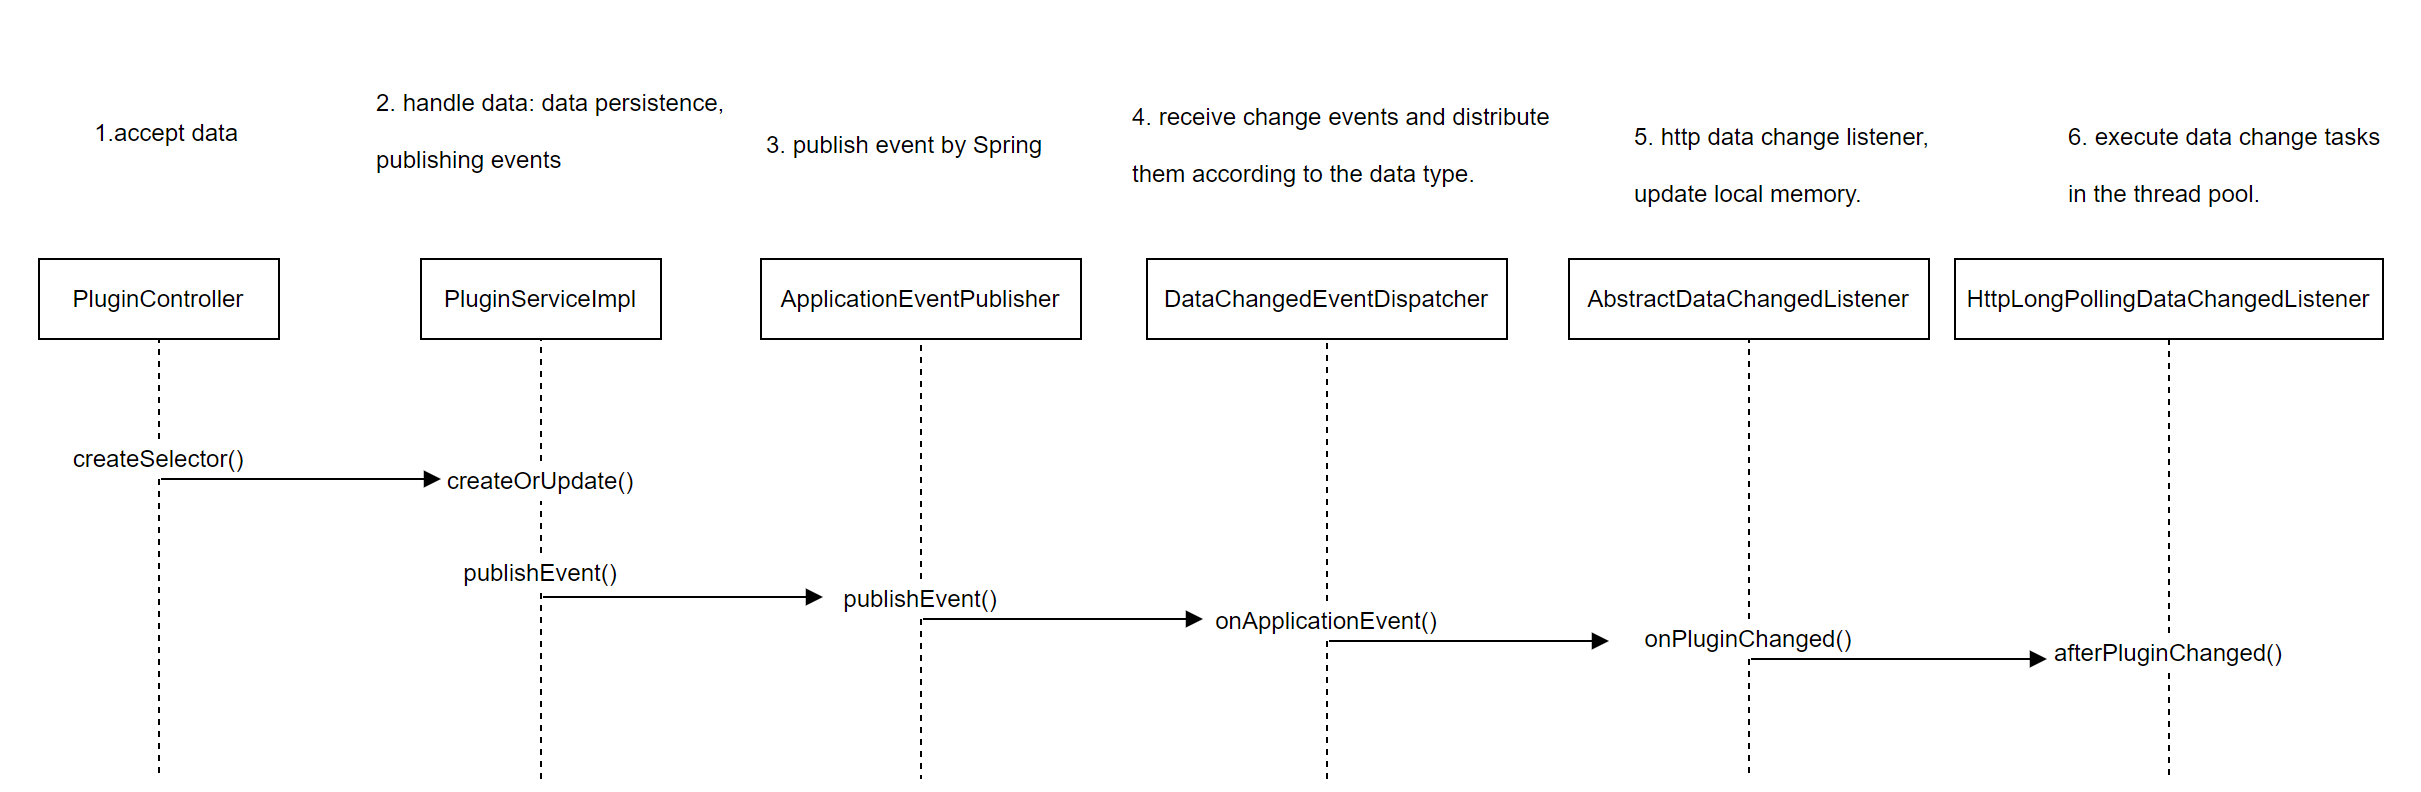 1.accept data
2. handle data: data persistence,
publishing events
3. publish event by Spring
4. receive change events and distribute
them according to the data type.
5. http data change listener,
update local memory.
6. execute data change tasks
in the thread pool.
PluginController
PluginServiceImpl
ApplicationEventPublisher
DataChangedEventDispatcher
AbstractDataChangedListener
HttpLongPollingDataChangedListener
createSelector()
createOrUpdate()
publishEvent()
publishEvent()
onApplicationEvent()
onPluginChanged()
afterPluginChanged()